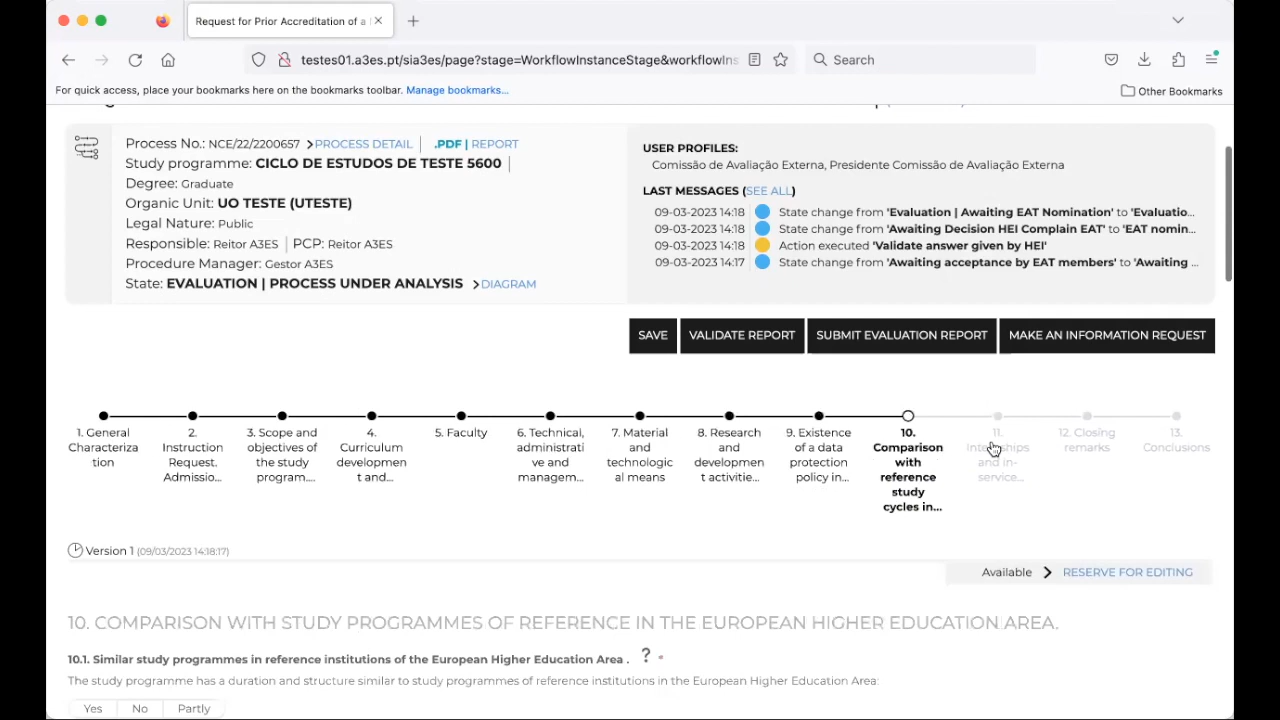 Request for Prior Accreditation of a
testes01.a3es.pt/sia3es/page?stage=WorkflowInstanceStage&workflowIns
Search
For quick access, place your bookmarks here on the bookmarks toolbar. Manage bookmarks...
Other Bookmarks
Process No.: NCE/22/2200657 PROCESS DETAIL .PDF | REPORT
Study programme: CICLO DE ESTUDOS DE TESTE 5600
Degree: Graduate
Organic Unit: UO TESTE (UTESTE)
Legal Nature: Public
Responsible: Reitor A3ES PCP: Reitor A3ES
Procedure Manager: Gestor A3ES
State: EVALUATION | PROCESS UNDER ANALYSIS DIAGRAM
USER PROFILES:
Comissão de Avaliação Externa, Presidente Comissão de Avaliação Externa
LAST MESSAGES (SEE ALL)
09-03-2023 14:18 State change from 'Evaluation | Awaiting EAT Nomination' to 'Evaluatio...
09-03-2023 14:18 State change from 'Awaiting Decision HEI Complain EAT' to 'EAT nomin...
09-03-2023 14:18 Action executed 'Validate answer given by HEI'
09-03-2023 14:17 State change from 'Awaiting acceptance by EAT members' to 'Awaiting ...
SAVE
VALIDATE REPORT
SUBMIT EVALUATION REPORT
MAKE AN INFORMATION REQUEST
1. General
Characteriza
tion
2.
Instruction
Request.
Admissio...
3. Scope and
objectives of
the study
program....
4.
Curriculum
developmen
t and...
5. Faculty
6. Technical,
administrati
ve and
managem...
7. Material
and
technologic
al means
8. Research
and
developmen
t activitie...
9. Existence
of a data
protection
policy in...
10.
Comparison
with
reference
study
cycles in...
11.
Internships
and in-
service...
12. Closing
remarks
13.
Conclusions
Version 1 (09/03/2023 14:18:17)
Available RESERVE FOR EDITING
10. COMPARISON WITH STUDY PROGRAMMES OF REFERENCE IN THE EUROPEAN HIGHER EDUCATION AREA.
10.1. Similar study programmes in reference institutions of the European Higher Education Area . ?
The study programme has a duration and structure similar to study programmes of reference institutions in the European Higher Education Area:
Yes No Partly